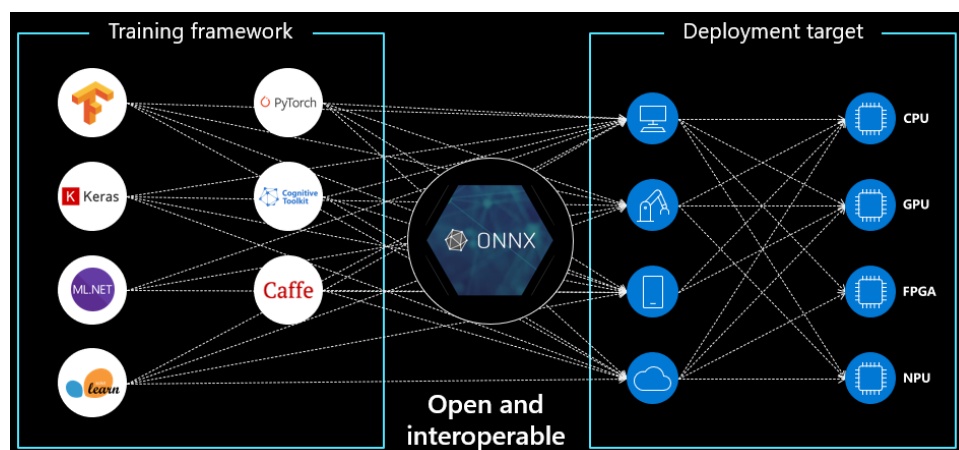 Training framework
Deployment target
PyTorch
CPU
K Keras
Cognitive
Toolkit
ONNX
GPU
ML.NET
Caffe
FPGA
learn
NPU
Open and
interoperable